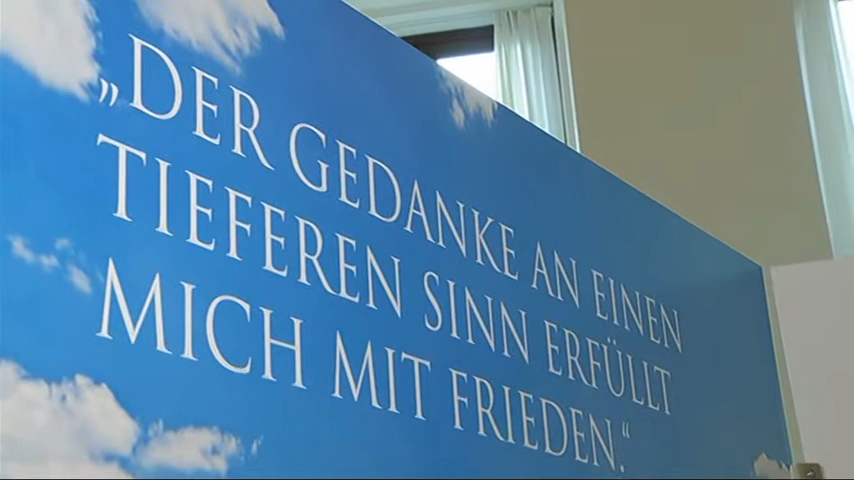 „DER GEDANKE AN EINEN
TIEFEREN SINN ERFÜLLT
MICH MIT FRIEDEN.“